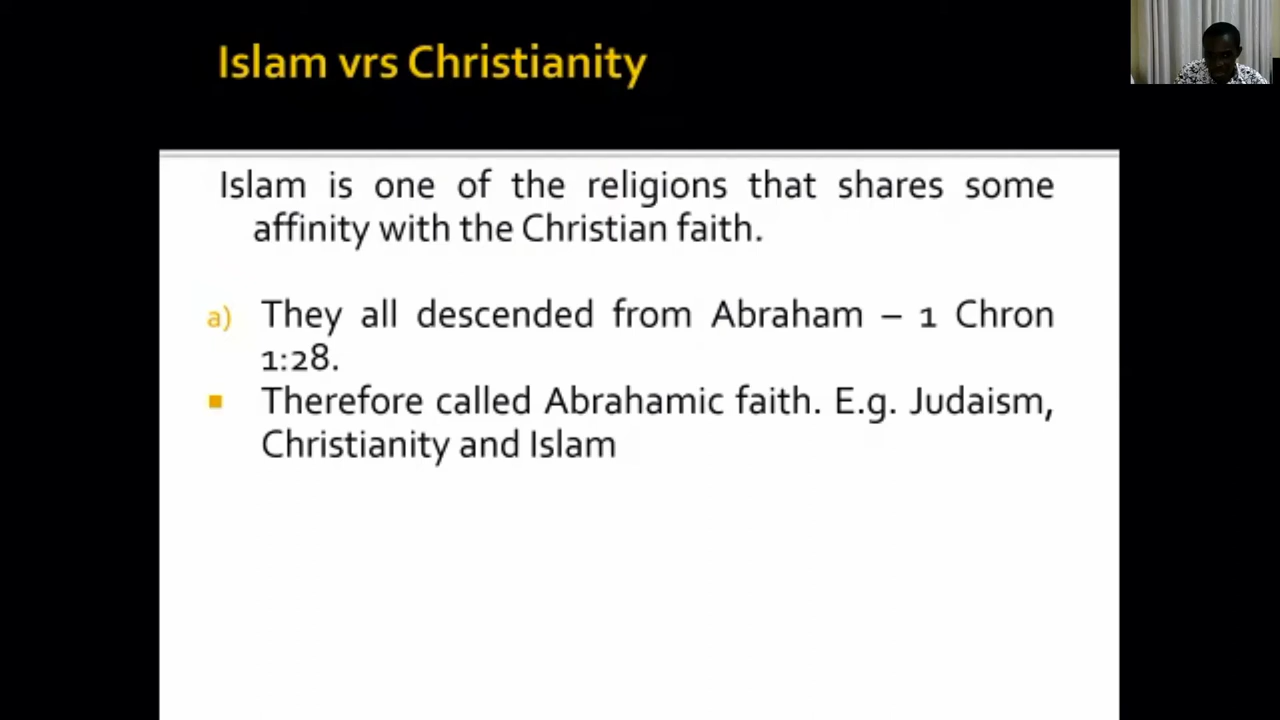 Islam vrs Christianity
Islam is one of the religions that shares some
affinity with the Christian faith.
a) They all descended from Abraham – 1 Chron
1:28.
▪ Therefore called Abrahamic faith. E.g. Judaism,
Christianity and Islam